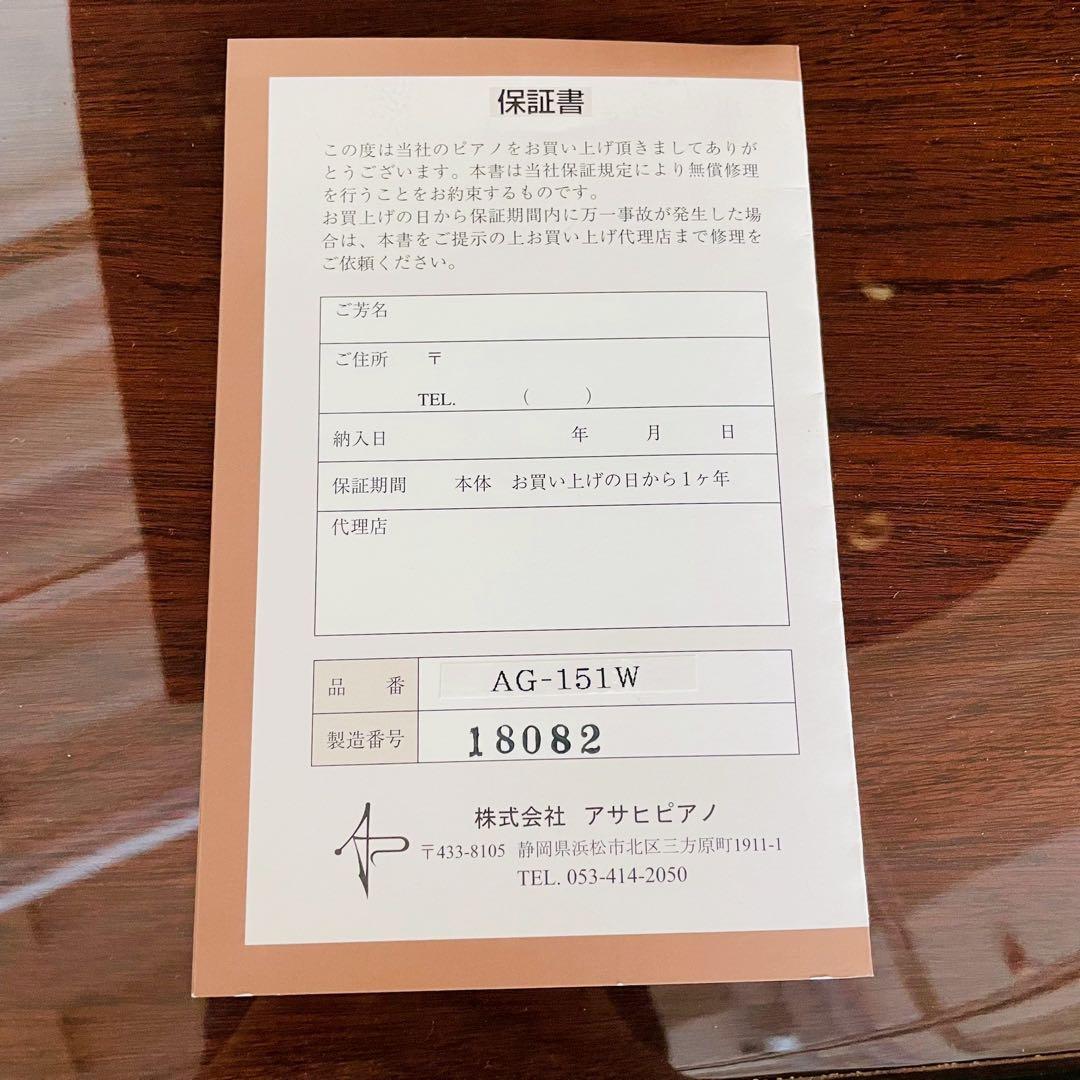 保証書
この度は当社のピアノをお買い上げ頂きましてありが
とうございます。本書は当社保証規定により無償修理
を行うことをお約束するものです。
お買上げの日から保証期間内に万一事故が発生した場
合は、本書をご提示の上お買い上げ代理店まで修理を
ご依頼ください。
ご芳名
ご住所 〒
TEL. ( )
納入日 年 月 日
保証期間 本体 お買い上げの日から1ヶ年
代理店
品 番 AG-151W
製造番号 18082
株式会社 アサヒピアノ
〒433-8105 静岡県浜松市北区三方原町1911-1
TEL. 053-414-2050